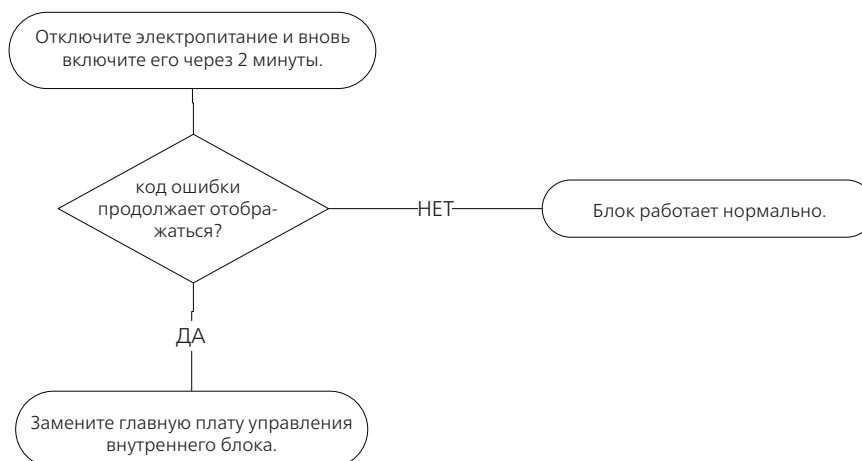 Отключите электропитание и вновь
включите его через 2 минуты.
код ошибки
продолжает отобра-
жаться?
НЕТ
Блок работает нормально.
ДА
Замените главную плату управления
внутреннего блока.